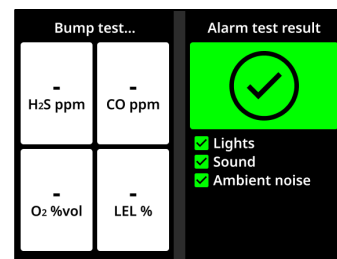 Bump test...
-
H2S ppm
-
CO ppm
-
O2 %vol
-
LEL %
Alarm test result
Lights
Sound
Ambient noise